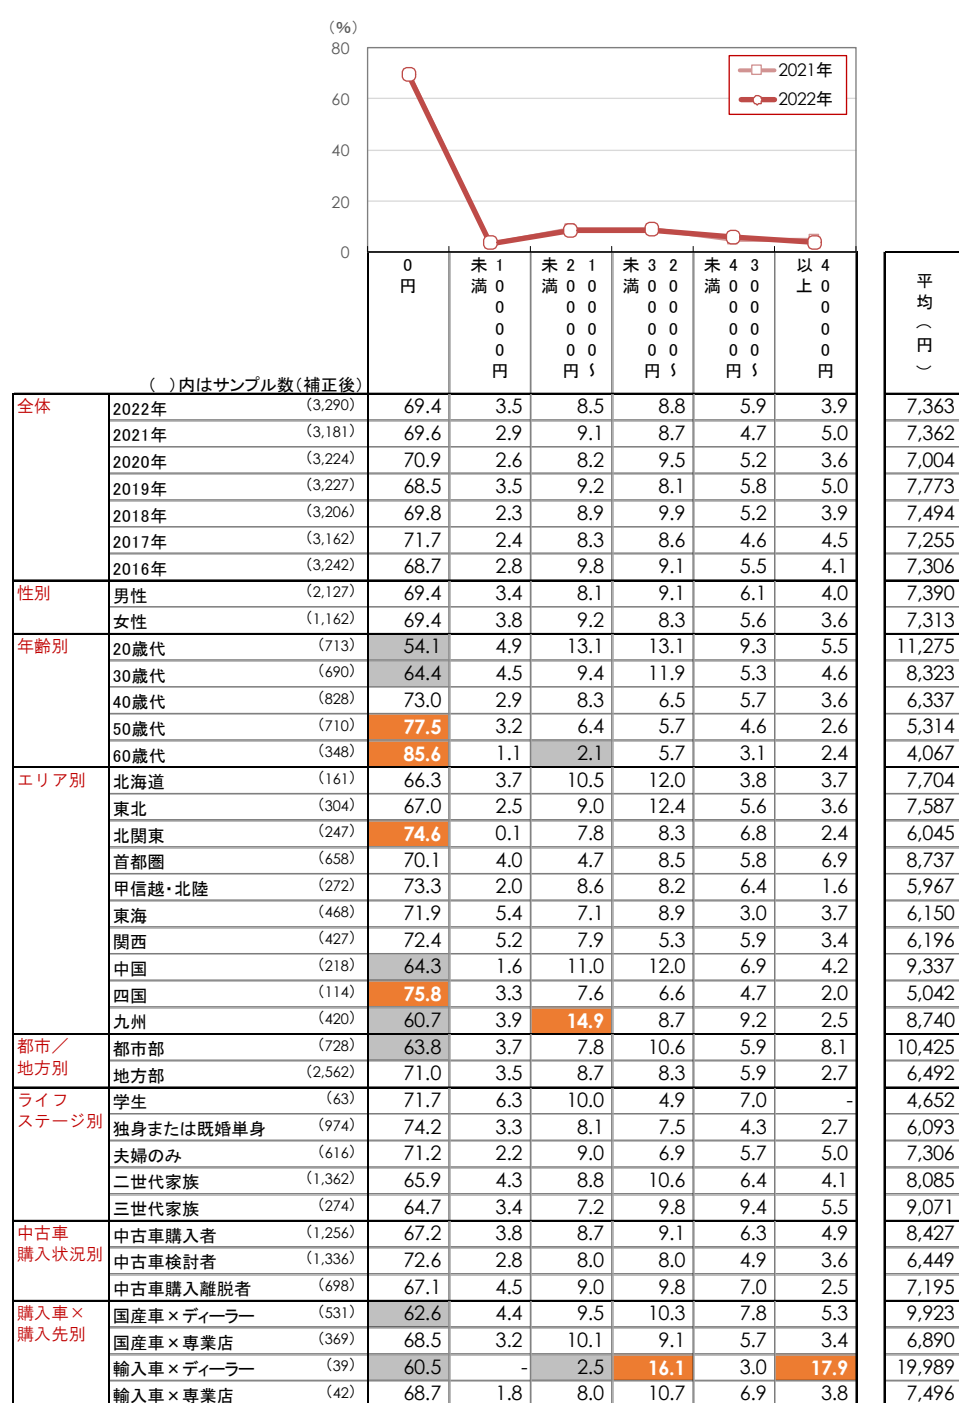 （%）
80
60
40
20
0
2021年
2022年
0円
10000円未満
10000～20000円未満
20000～30000円未満
30000～40000円未満
40000円以上
平均（円）
（　）内はサンプル数（補正後）
全体 2022年 (3,290) 69.4 3.5 8.5 8.8 5.9 3.9 7,363
2021年 (3,181) 69.6 2.9 9.1 8.7 4.7 5.0 7,362
2020年 (3,224) 70.9 2.6 8.2 9.5 5.2 3.6 7,004
2019年 (3,227) 68.5 3.5 9.2 8.1 5.8 5.0 7,773
2018年 (3,206) 69.8 2.3 8.9 9.9 5.2 3.9 7,494
2017年 (3,162) 71.7 2.4 8.3 8.6 4.6 4.5 7,255
2016年 (3,242) 68.7 2.8 9.8 9.1 5.5 4.1 7,306
性別 男性 (2,127) 69.4 3.4 8.1 9.1 6.1 4.0 7,390
女性 (1,162) 69.4 3.8 9.2 8.3 5.6 3.6 7,313
年齢別 20歳代 (713) 54.1 4.9 13.1 13.1 9.3 5.5 11,275
30歳代 (690) 64.4 4.5 9.4 11.9 5.3 4.6 8,323
40歳代 (828) 73.0 2.9 8.3 6.5 5.7 3.6 6,337
50歳代 (710) 77.5 3.2 6.4 5.7 4.6 2.6 5,314
60歳代 (348) 85.6 1.1 2.1 5.7 3.1 2.4 4,067
エリア別 北海道 (161) 66.3 3.7 10.5 12.0 3.8 3.7 7,704
東北 (304) 67.0 2.5 9.0 12.4 5.6 3.6 7,587
北関東 (247) 74.6 0.1 7.8 8.3 6.8 2.4 6,045
首都圏 (658) 70.1 4.0 4.7 8.5 5.8 6.9 8,737
甲信越・北陸 (272) 73.3 2.0 8.6 8.2 6.4 1.6 5,967
東海 (468) 71.9 5.4 7.1 8.9 3.0 3.7 6,150
関西 (427) 72.4 5.2 7.9 5.3 5.9 3.4 6,196
中国 (218) 64.3 1.6 11.0 12.0 6.9 4.2 9,337
四国 (114) 75.8 3.3 7.6 6.6 4.7 2.0 5,042
九州 (420) 60.7 3.9 14.9 8.7 9.2 2.5 8,740
都市／地方別 都市部 (728) 63.8 3.7 7.8 10.6 5.9 8.1 10,425
地方部 (2,562) 71.0 3.5 8.7 8.3 5.9 2.7 6,492
ライフステージ別 学生 (63) 71.7 6.3 10.0 4.9 7.0 - 4,652
独身または既婚単身 (974) 74.2 3.3 8.1 7.5 4.3 2.7 6,093
夫婦のみ (616) 71.2 2.2 9.0 6.9 5.7 5.0 7,306
二世代家族 (1,362) 65.9 4.3 8.8 10.6 6.4 4.1 8,085
三世代家族 (274) 64.7 3.4 7.2 9.8 9.4 5.5 9,071
中古車購入状況別 中古車購入者 (1,256) 67.2 3.8 8.7 9.1 6.3 4.9 8,427
中古車検討者 (1,336) 72.6 2.8 8.0 8.0 4.9 3.6 6,449
中古車購入離脱者 (698) 67.1 4.5 9.0 9.8 7.0 2.5 7,195
購入車×購入先別 国産車×ディーラー (531) 62.6 4.4 9.5 10.3 7.8 5.3 9,923
国産車×専業店 (369) 68.5 3.2 10.1 9.1 5.7 3.4 6,890
輸入車×ディーラー (39) 60.5 - 2.5 16.1 3.0 17.9 19,989
輸入車×専業店 (42) 68.7 1.8 8.0 10.7 6.9 3.8 7,496